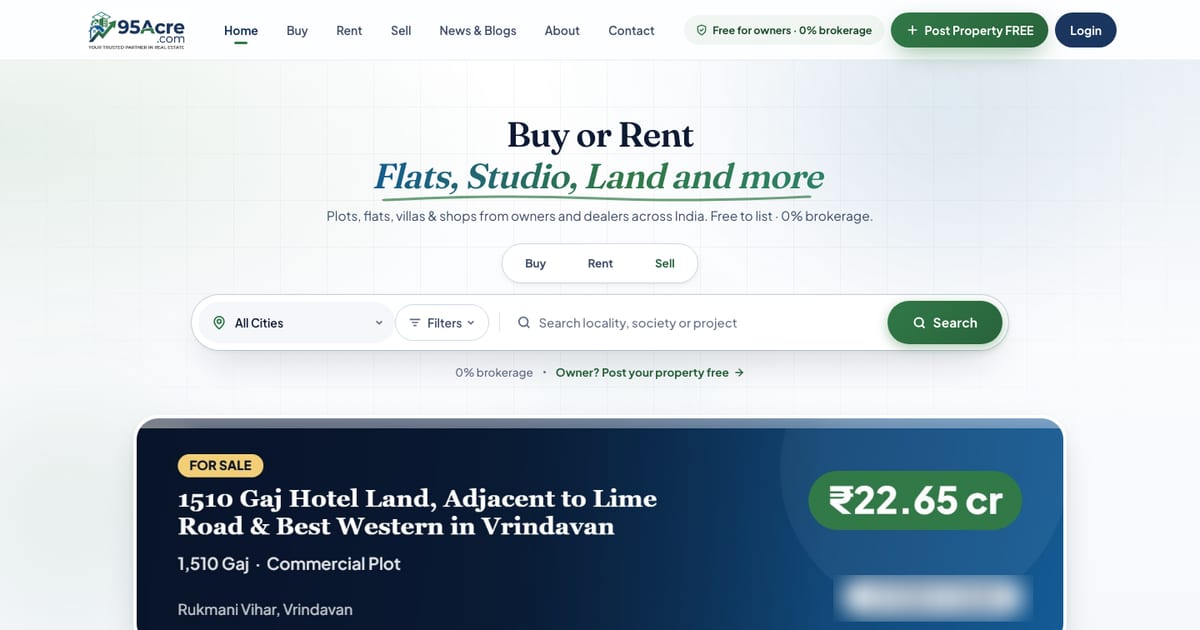 95Acre
.com
YOUR TRUSTED PARTNER IN REAL ESTATE
Home
Buy
Rent
Sell
News & Blogs
About
Contact
Free for owners · 0% brokerage
+ Post Property FREE
Login
Buy or Rent
Flats, Studio, Land and more
Plots, flats, villas & shops from owners and dealers across India. Free to list · 0% brokerage.
Buy
Rent
Sell
All Cities
Filters
Search locality, society or project
Search
0% brokerage · Owner? Post your property free →
FOR SALE
1510 Gaj Hotel Land, Adjacent to Lime
Road & Best Western in Vrindavan
₹22.65 cr
1,510 Gaj · Commercial Plot
Rukmani Vihar, Vrindavan